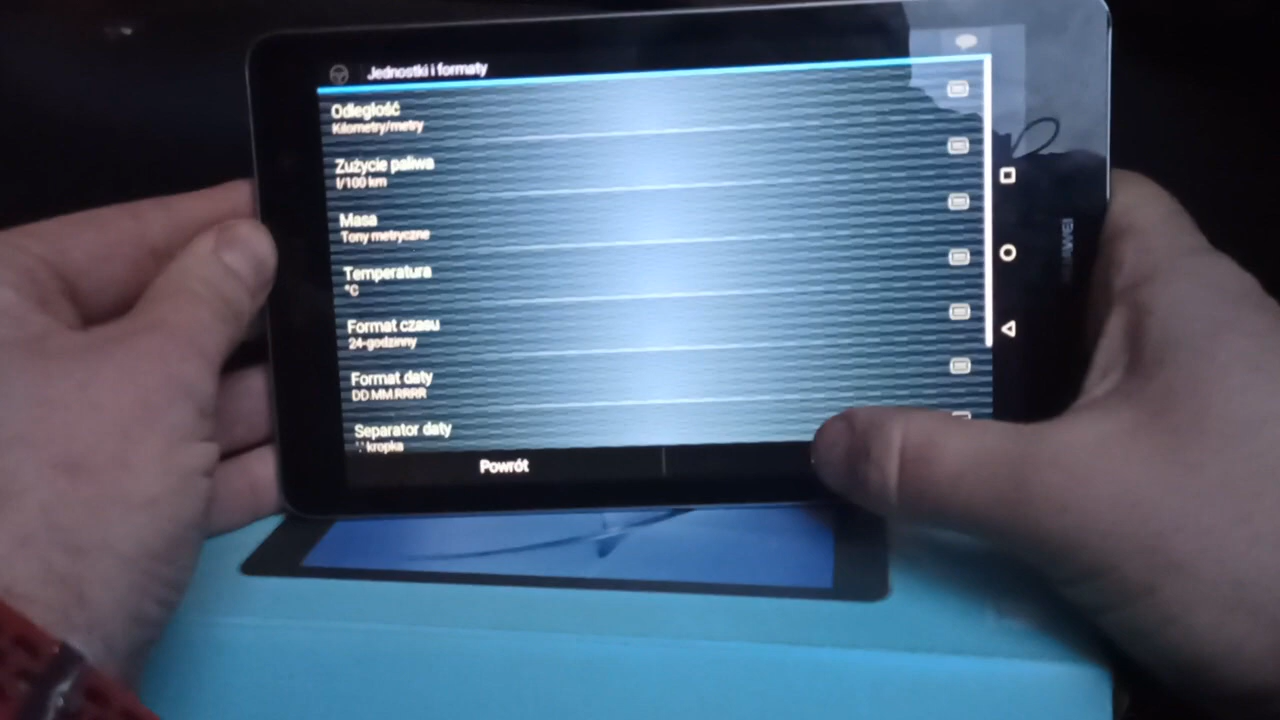 Jednostki i formaty
Odległość
Kilometry/metry
Zużycie paliwa
l/100 km
Masa
Tony metryczne
Temperatura
°C
Format czasu
24-godzinny
Format daty
DD.MM.RRRR
Separator daty
'.' kropka
Powrót
HUAWEI